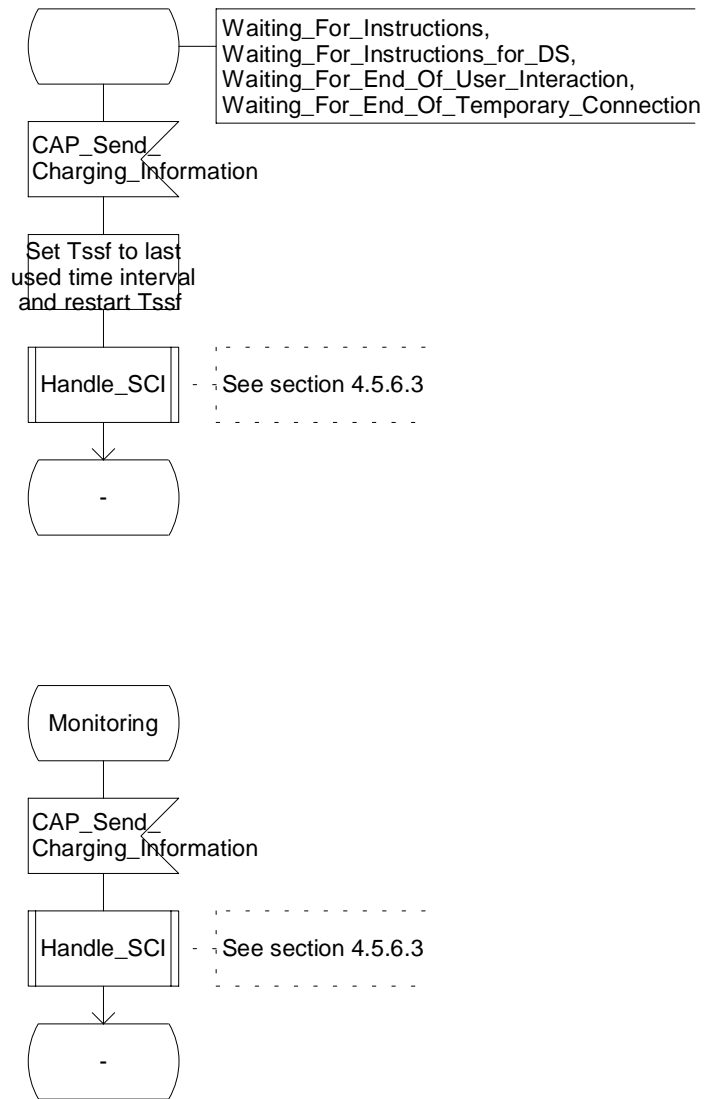 Waiting_For_Instructions,
Waiting_For_Instructions_for_DS,
Waiting_For_End_Of_User_Interaction,
Waiting_For_End_Of_Temporary_Connection
CAP_Send_
Charging_Information
Set Tssf to last
used time interval
and restart Tssf
Handle_SCI
See section 4.5.6.3
-
Monitoring
CAP_Send_
Charging_Information
Handle_SCI
See section 4.5.6.3
-